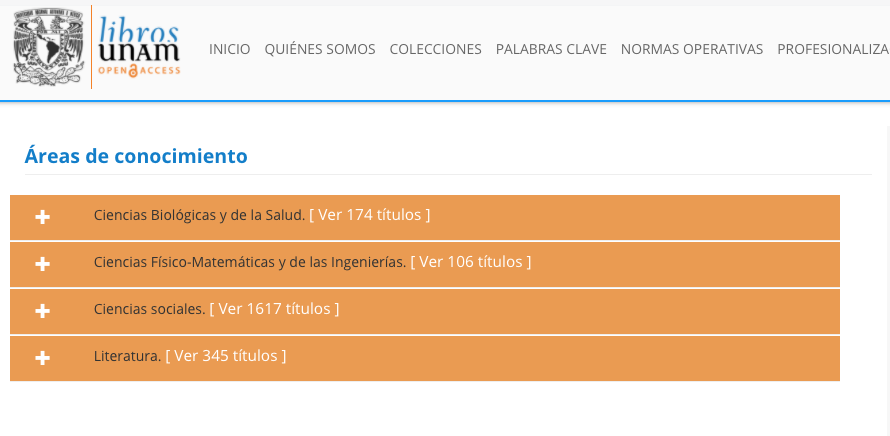 libros
unam
OPEN ACCESS
INICIO QUIÉNES SOMOS COLECCIONES PALABRAS CLAVE NORMAS OPERATIVAS PROFESIONALIZA
Áreas de conocimiento
Ciencias Biológicas y de la Salud. [ Ver 174 títulos ]
Ciencias Físico-Matemáticas y de las Ingenierías. [ Ver 106 títulos ]
Ciencias sociales. [ Ver 1617 títulos ]
Literatura. [ Ver 345 títulos ]